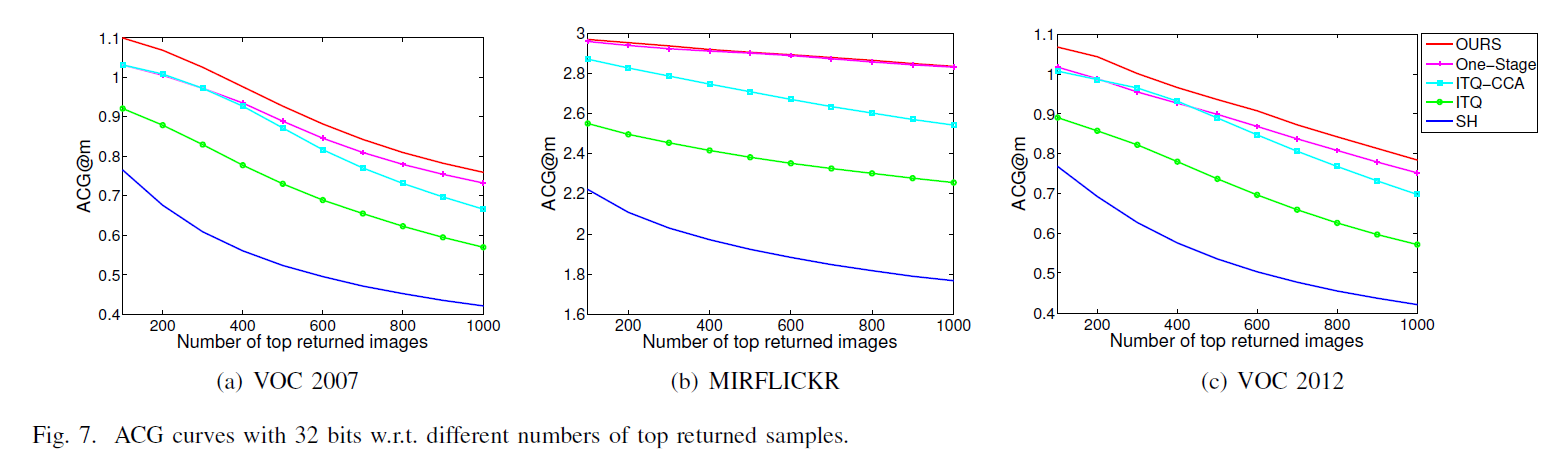 1.1
1
0.9
0.8
0.7
0.6
0.5
0.4
ACG@m
200 400 600 800 1000
Number of top returned images
(a) VOC 2007
3
2.8
2.6
2.4
2.2
2
1.8
1.6
ACG@m
200 400 600 800 1000
Number of top returned images
(b) MIRFLICKR
1.1
1
0.9
0.8
0.7
0.6
0.5
0.4
ACG@m
200 400 600 800 1000
Number of top returned images
(c) VOC 2012
OURS
One-Stage
ITQ-CCA
ITQ
SH
Fig. 7. ACG curves with 32 bits w.r.t. different numbers of top returned samples.